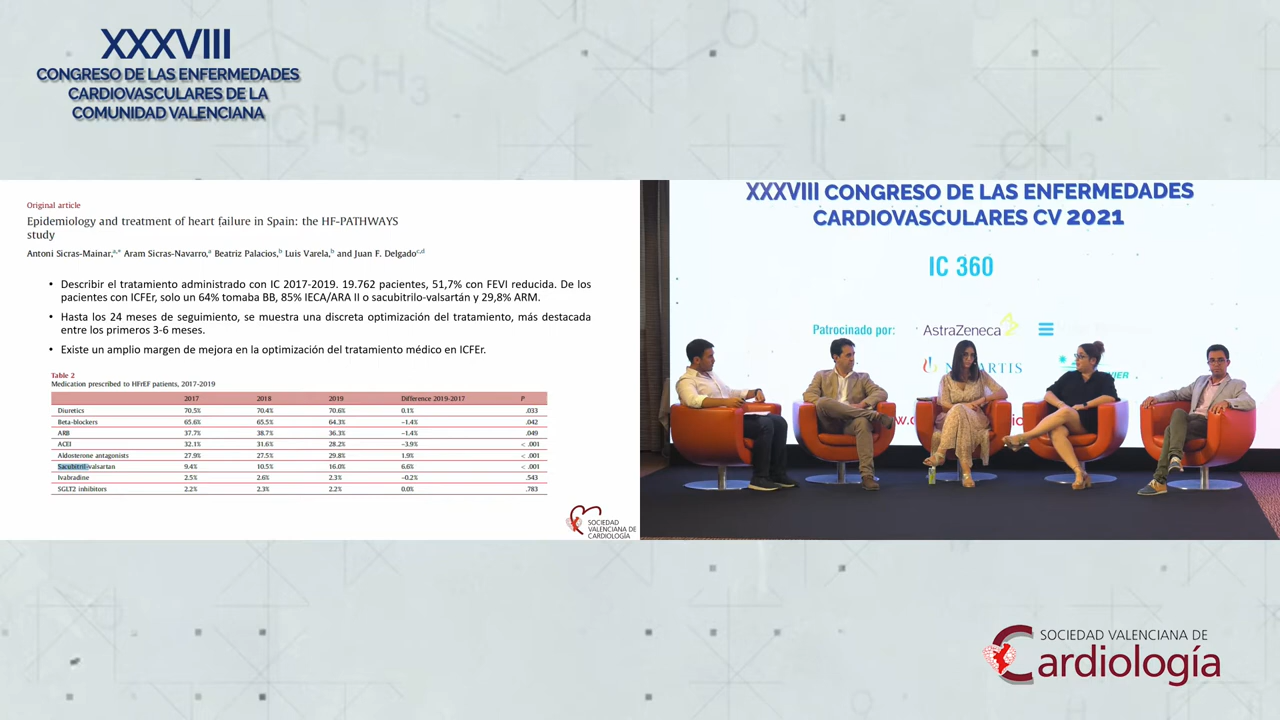 XXXVIII
CONGRESO DE LAS ENFERMEDADES
CARDIOVASCULARES DE LA
COMUNIDAD VALENCIANA
Original article
Epidemiology and treatment of heart failure in Spain: the HF-PATHWAYS
study
Antoni Sicras-Mainar,a,* Aram Sicras-Navarro,a Beatriz Palacios,b Luis Varela,b and Juan F. Delgadoc,d
• Describir el tratamiento administrado con IC 2017-2019. 19.762 pacientes, 51,7% con FEVI reducida. De los
pacientes con ICFEr, solo un 64% tomaba BB, 85% IECA/ARA II o sacubitrilo-valsartán y 29,8% ARM.
• Hasta los 24 meses de seguimiento, se muestra una discreta optimización del tratamiento, más destacada
entre los primeros 3-6 meses.
• Existe un amplio margen de mejora en la optimización del tratamiento médico en ICFEr.
Table 2
Medication prescribed to HFrEF patients, 2017-2019
2017 2018 2019 Difference 2019-2017 P
Diuretics 70.5% 70.4% 70.6% 0.1% .033
Beta-blockers 65.6% 65.5% 64.3% −1.4% .042
ARB 37.7% 38.7% 36.3% −1.4% .049
ACEI 32.1% 31.6% 28.2% −3.9% < .001
Aldosterone antagonists 27.9% 27.5% 29.8% 1.9% < .001
Sacubitril-valsartan 9.4% 10.5% 16.0% 6.6% < .001
Ivabradine 2.5% 2.6% 2.3% −0.2% .543
SGLT2 inhibitors 2.2% 2.3% 2.2% 0.0% .783
SOCIEDAD
VALENCIANA DE
CARDIOLOGÍA
XXXVIII CONGRESO DE LAS ENFERMEDADES
CARDIOVASCULARES CV 2021
IC 360
Patrocinado por: AstraZeneca
SOCIEDAD VALENCIANA DE
Cardiología
CH3
CH3
CH3
O
N